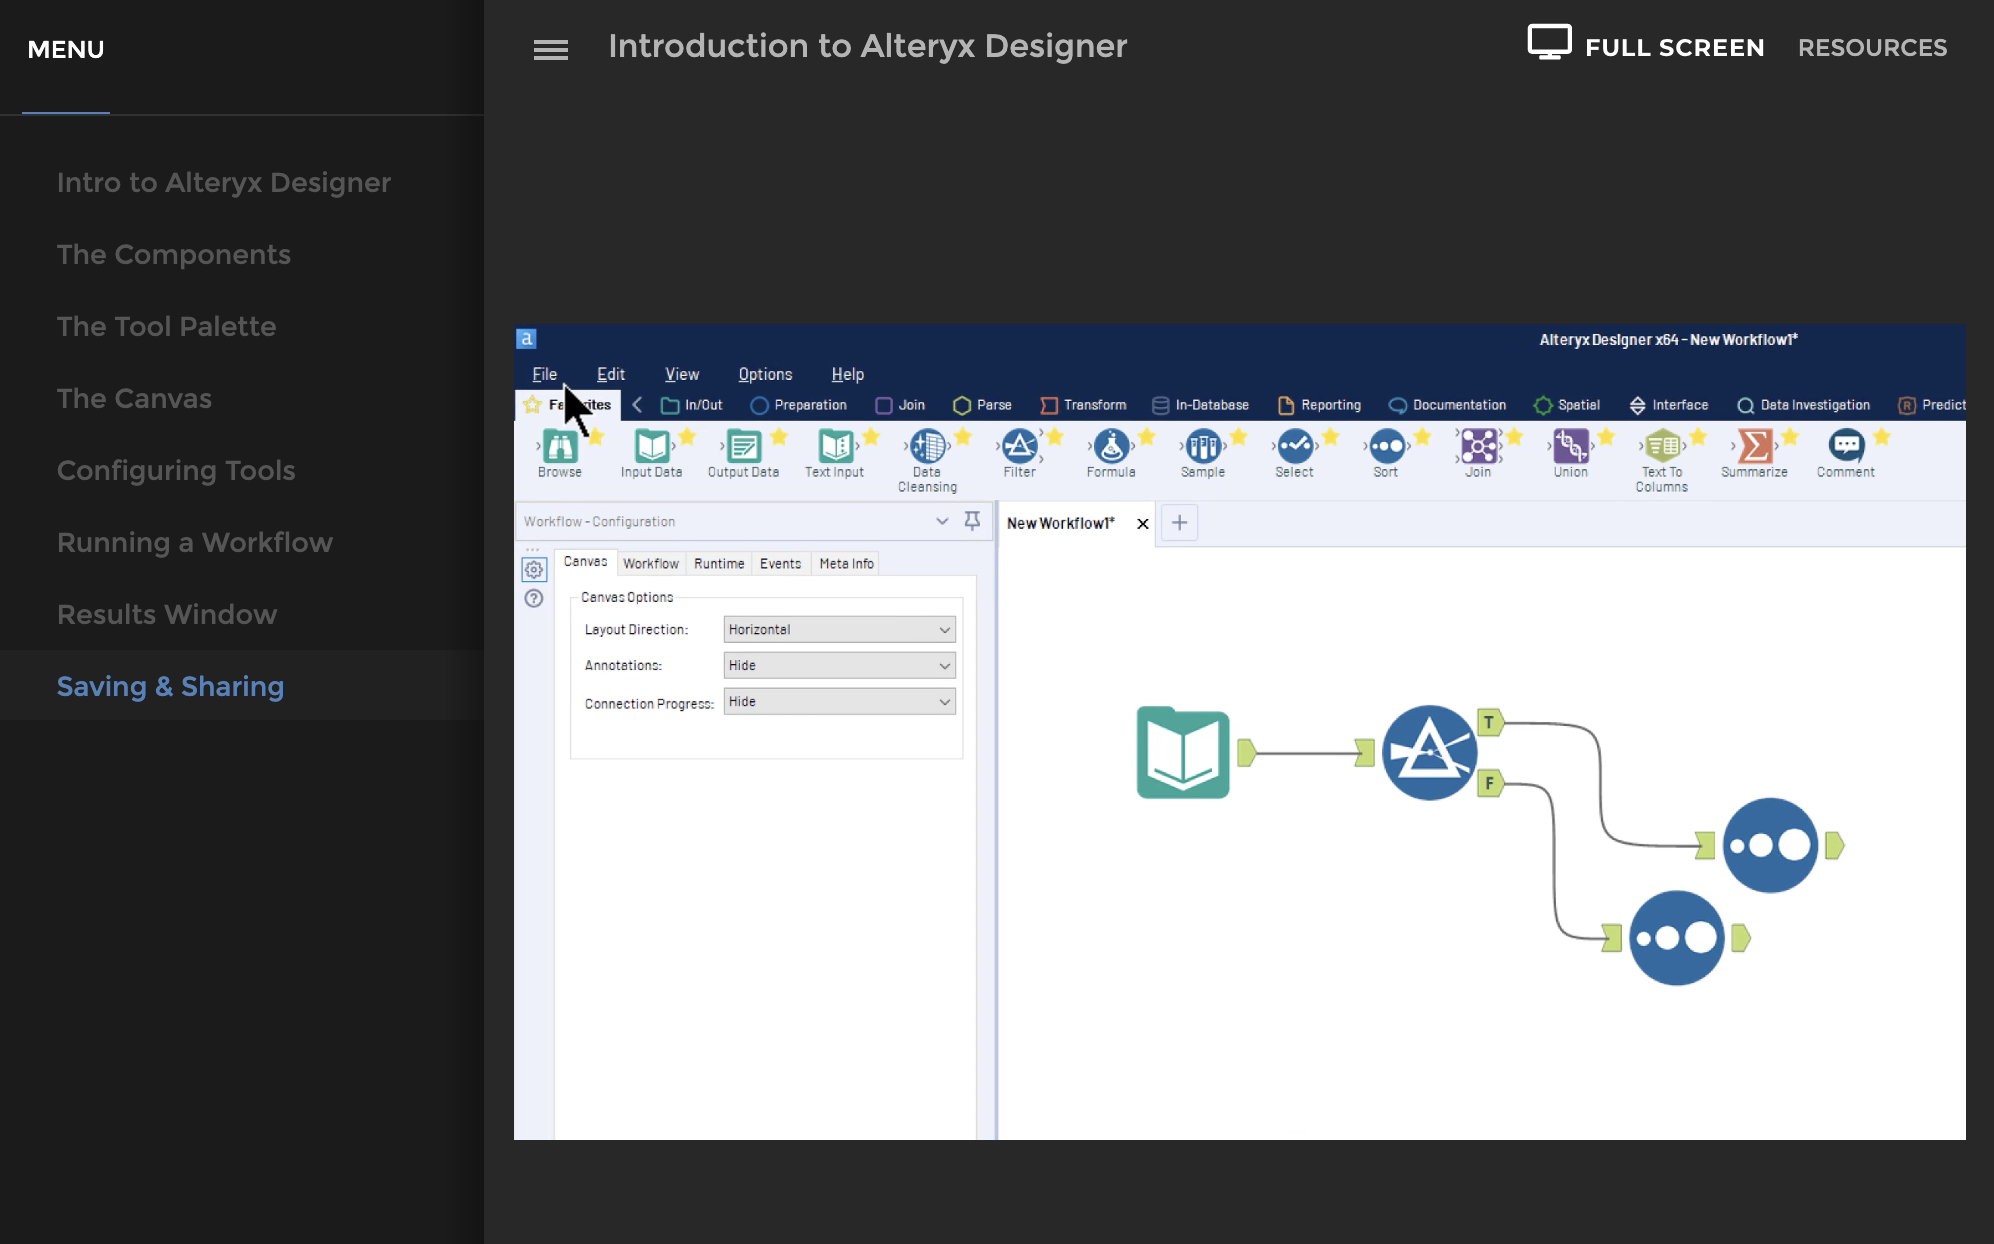 MENU
Introduction to Alteryx Designer
FULL SCREEN
RESOURCES
Intro to Alteryx Designer
The Components
The Tool Palette
The Canvas
Configuring Tools
Running a Workflow
Results Window
Saving & Sharing
a
Alteryx Designer x64 - New Workflow1*
File Edit View Options Help
In/Out Preparation Join Parse Transform In-Database Reporting Documentation Spatial Interface Data Investigation R Predict
Browse Input Data Output Data Text Input Data Cleansing Filter Formula Sample Select Sort Join Union Text To Columns Summarize Comment
Workflow - Configuration
New Workflow1*
Canvas Workflow Runtime Events Meta Info
Canvas Options
Layout Direction: Horizontal
Annotations: Hide
Connection Progress: Hide
T
F